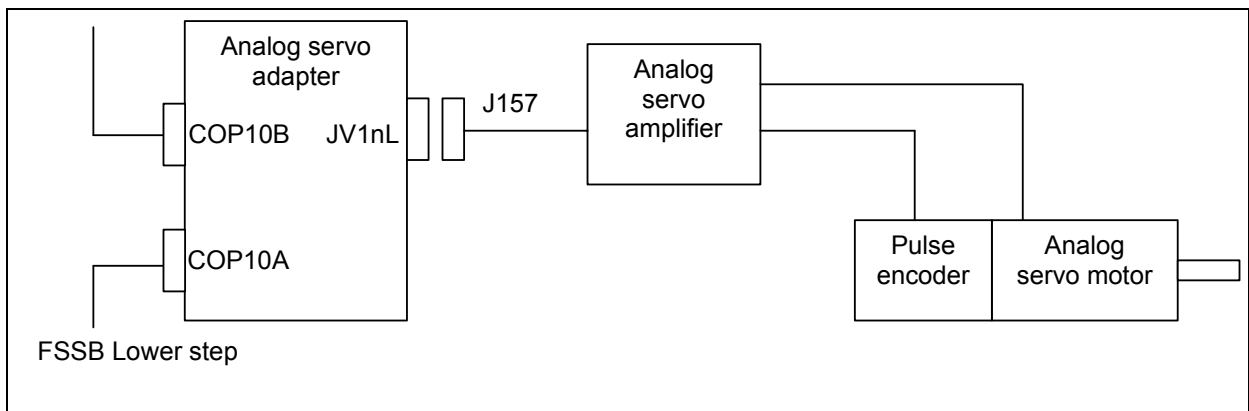 Analog servo
adapter
COP10B
JV1nL
J157
Analog
servo
amplifier
COP10A
Pulse
encoder
Analog
servo motor
FSSB Lower step